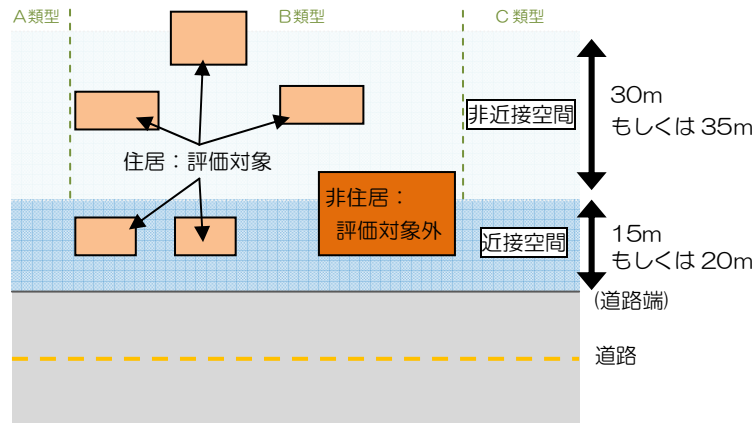 A類型
B類型
C類型
30m
もしくは 35m
非近接空間
住居：評価対象
非住居：
評価対象外
近接空間
15m
もしくは 20m
(道路端)
道路